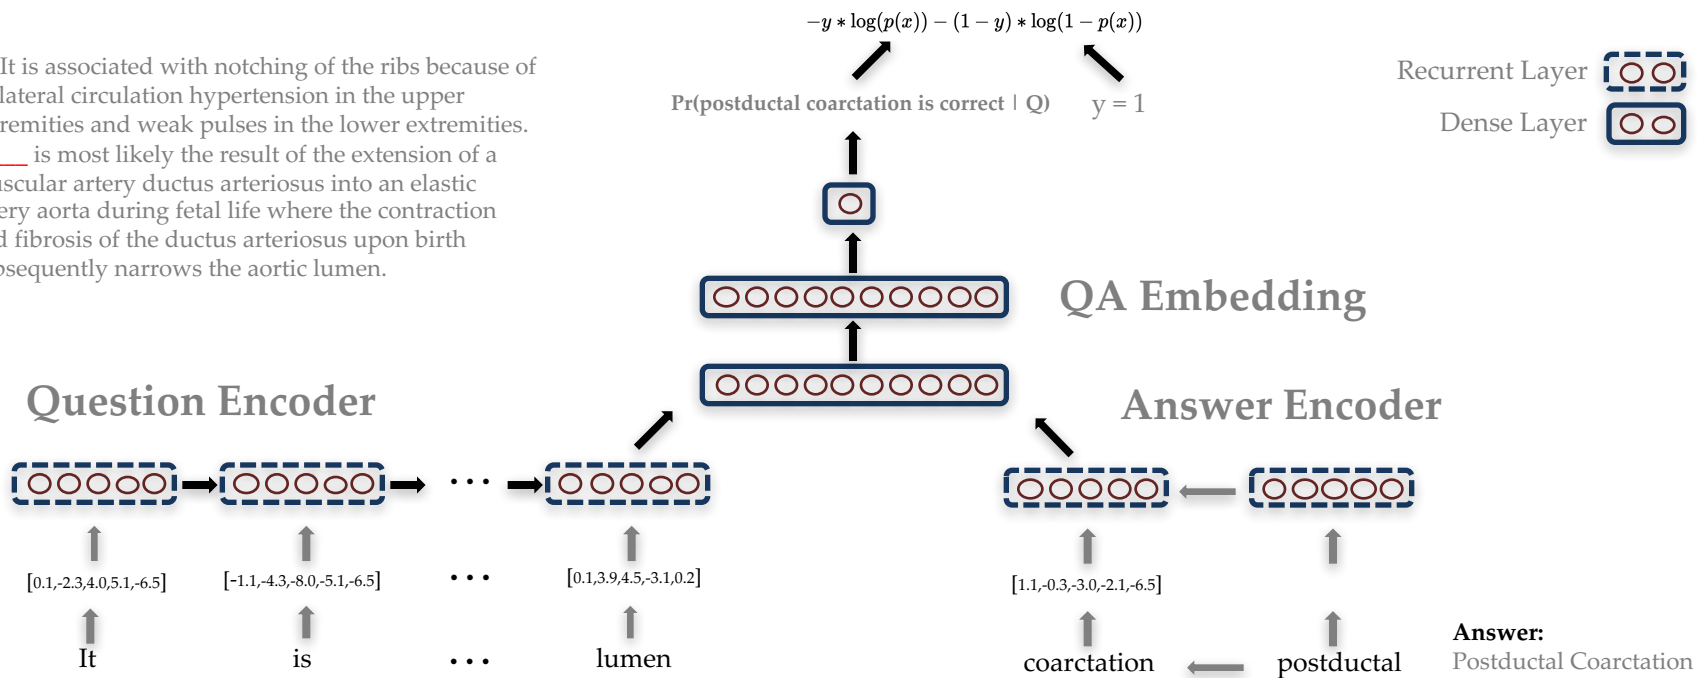 −y ∗ log(p(x)) − (1 − y) ∗ log(1 − p(x))
It is associated with notching of the ribs because of
lateral circulation hypertension in the upper
remities and weak pulses in the lower extremities.
___ is most likely the result of the extension of a
uscular artery ductus arteriosus into an elastic
ery aorta during fetal life where the contraction
d fibrosis of the ductus arteriosus upon birth
bsequently narrows the aortic lumen.
Pr(postductal coarctation is correct | Q)
y = 1
Recurrent Layer
Dense Layer
QA Embedding
Question Encoder
Answer Encoder
...
[0.1,-2.3,4.0,5.1,-6.5]
[-1.1,-4.3,-8.0,-5.1,-6.5]
...
[0.1,3.9,4.5,-3.1,0.2]
[1.1,-0.3,-3.0,-2.1,-6.5]
It
is
...
lumen
coarctation
postductal
Answer:
Postductal Coarctation